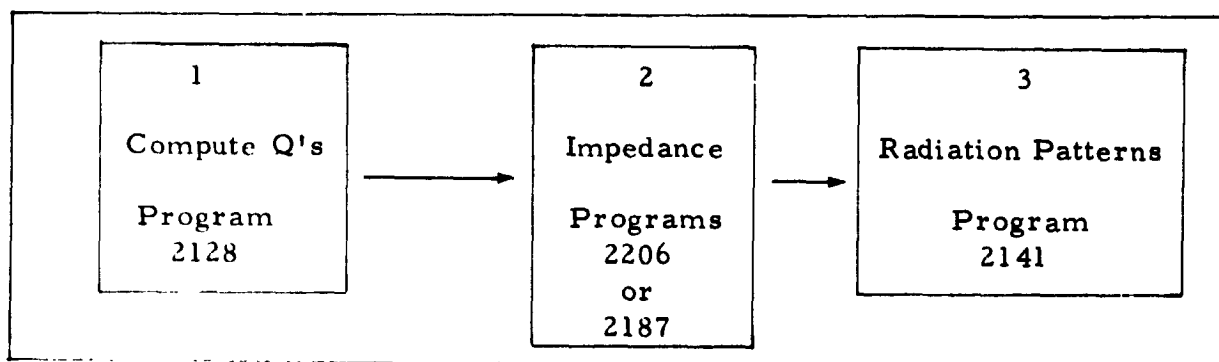 1
Compute Q's
Program
2128
2
Impedance
Programs
2206
or
2187
3
Radiation Patterns
Program
2141